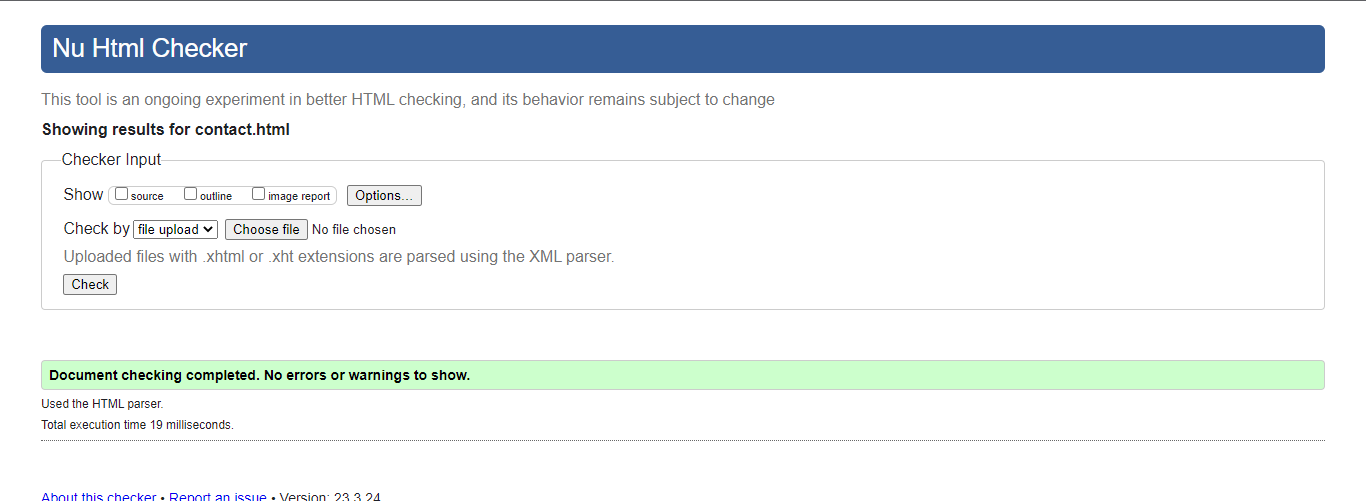 Nu Html Checker
This tool is an ongoing experiment in better HTML checking, and its behavior remains subject to change
Showing results for contact.html
Checker Input
Show source outline image report Options...
Check by file upload Choose file No file chosen
Uploaded files with .xhtml or .xht extensions are parsed using the XML parser.
Check
Document checking completed. No errors or warnings to show.
Used the HTML parser.
Total execution time 19 milliseconds.
About this checker • Report an issue • Version: 23.3.24